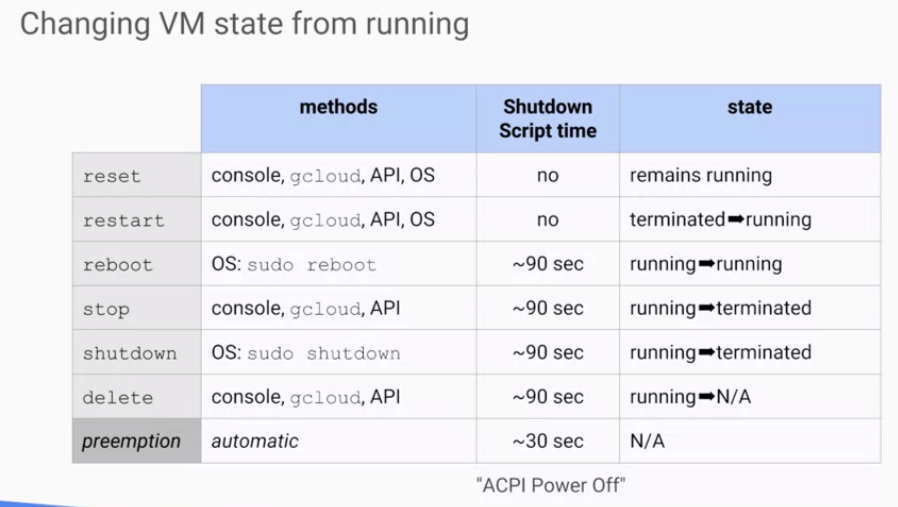 Changing VM state from running
methods Shutdown Script time state
reset console, gcloud, API, OS no remains running
restart console, gcloud, API, OS no terminated➡running
reboot OS: sudo reboot ~90 sec running➡running
stop console, gcloud, API ~90 sec running➡terminated
shutdown OS: sudo shutdown ~90 sec running➡terminated
delete console, gcloud, API ~90 sec running➡N/A
preemption automatic ~30 sec N/A
"ACPI Power Off"